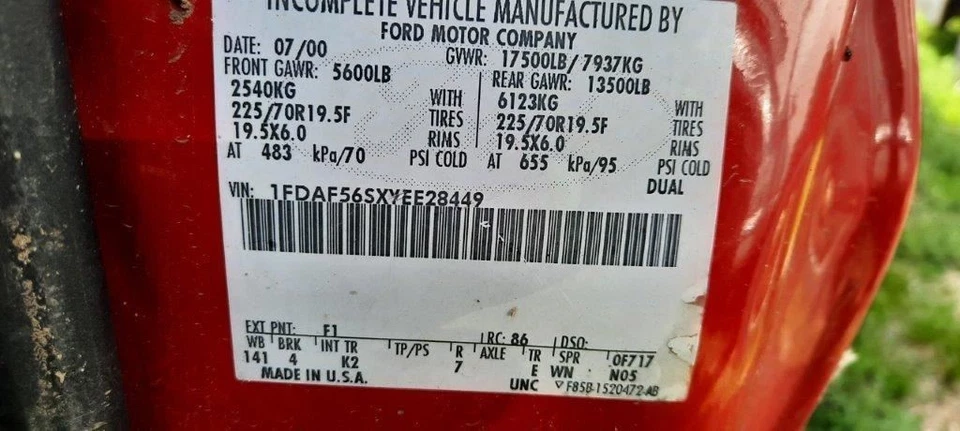 INCOMPLETE VEHICLE MANUFACTURED BY
FORD MOTOR COMPANY
DATE: 07/00 GVWR: 17500LB/7937KG
FRONT GAWR: 5600LB REAR GAWR: 13500LB
2540KG WITH 6123KG WITH
225/70R19.5F TIRES 225/70R19.5F TIRES
19.5X6.0 RIMS 19.5X6.0 RIMS
AT 483 kPa/70 PSI COLD AT 655 kPa/95 PSI COLD
DUAL
VIN: 1FDAF56SXYEE28449
EXT PNT: F1 RC: 86 DSO:
WB BRK INT TR TP/PS R AXLE TR SPR 0F717
141 4 K2 7 E WN N05
MADE IN U.S.A. UNC ▽ F85B-1520472-AB